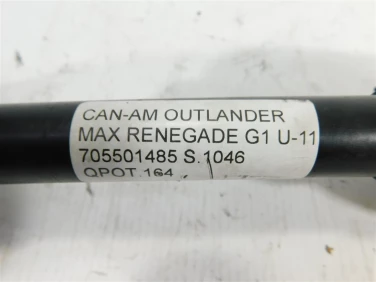 CAN-AM OUTLANDER
MAX RENEGADE G1 U-11
705501485 S.1046
QPOT.164